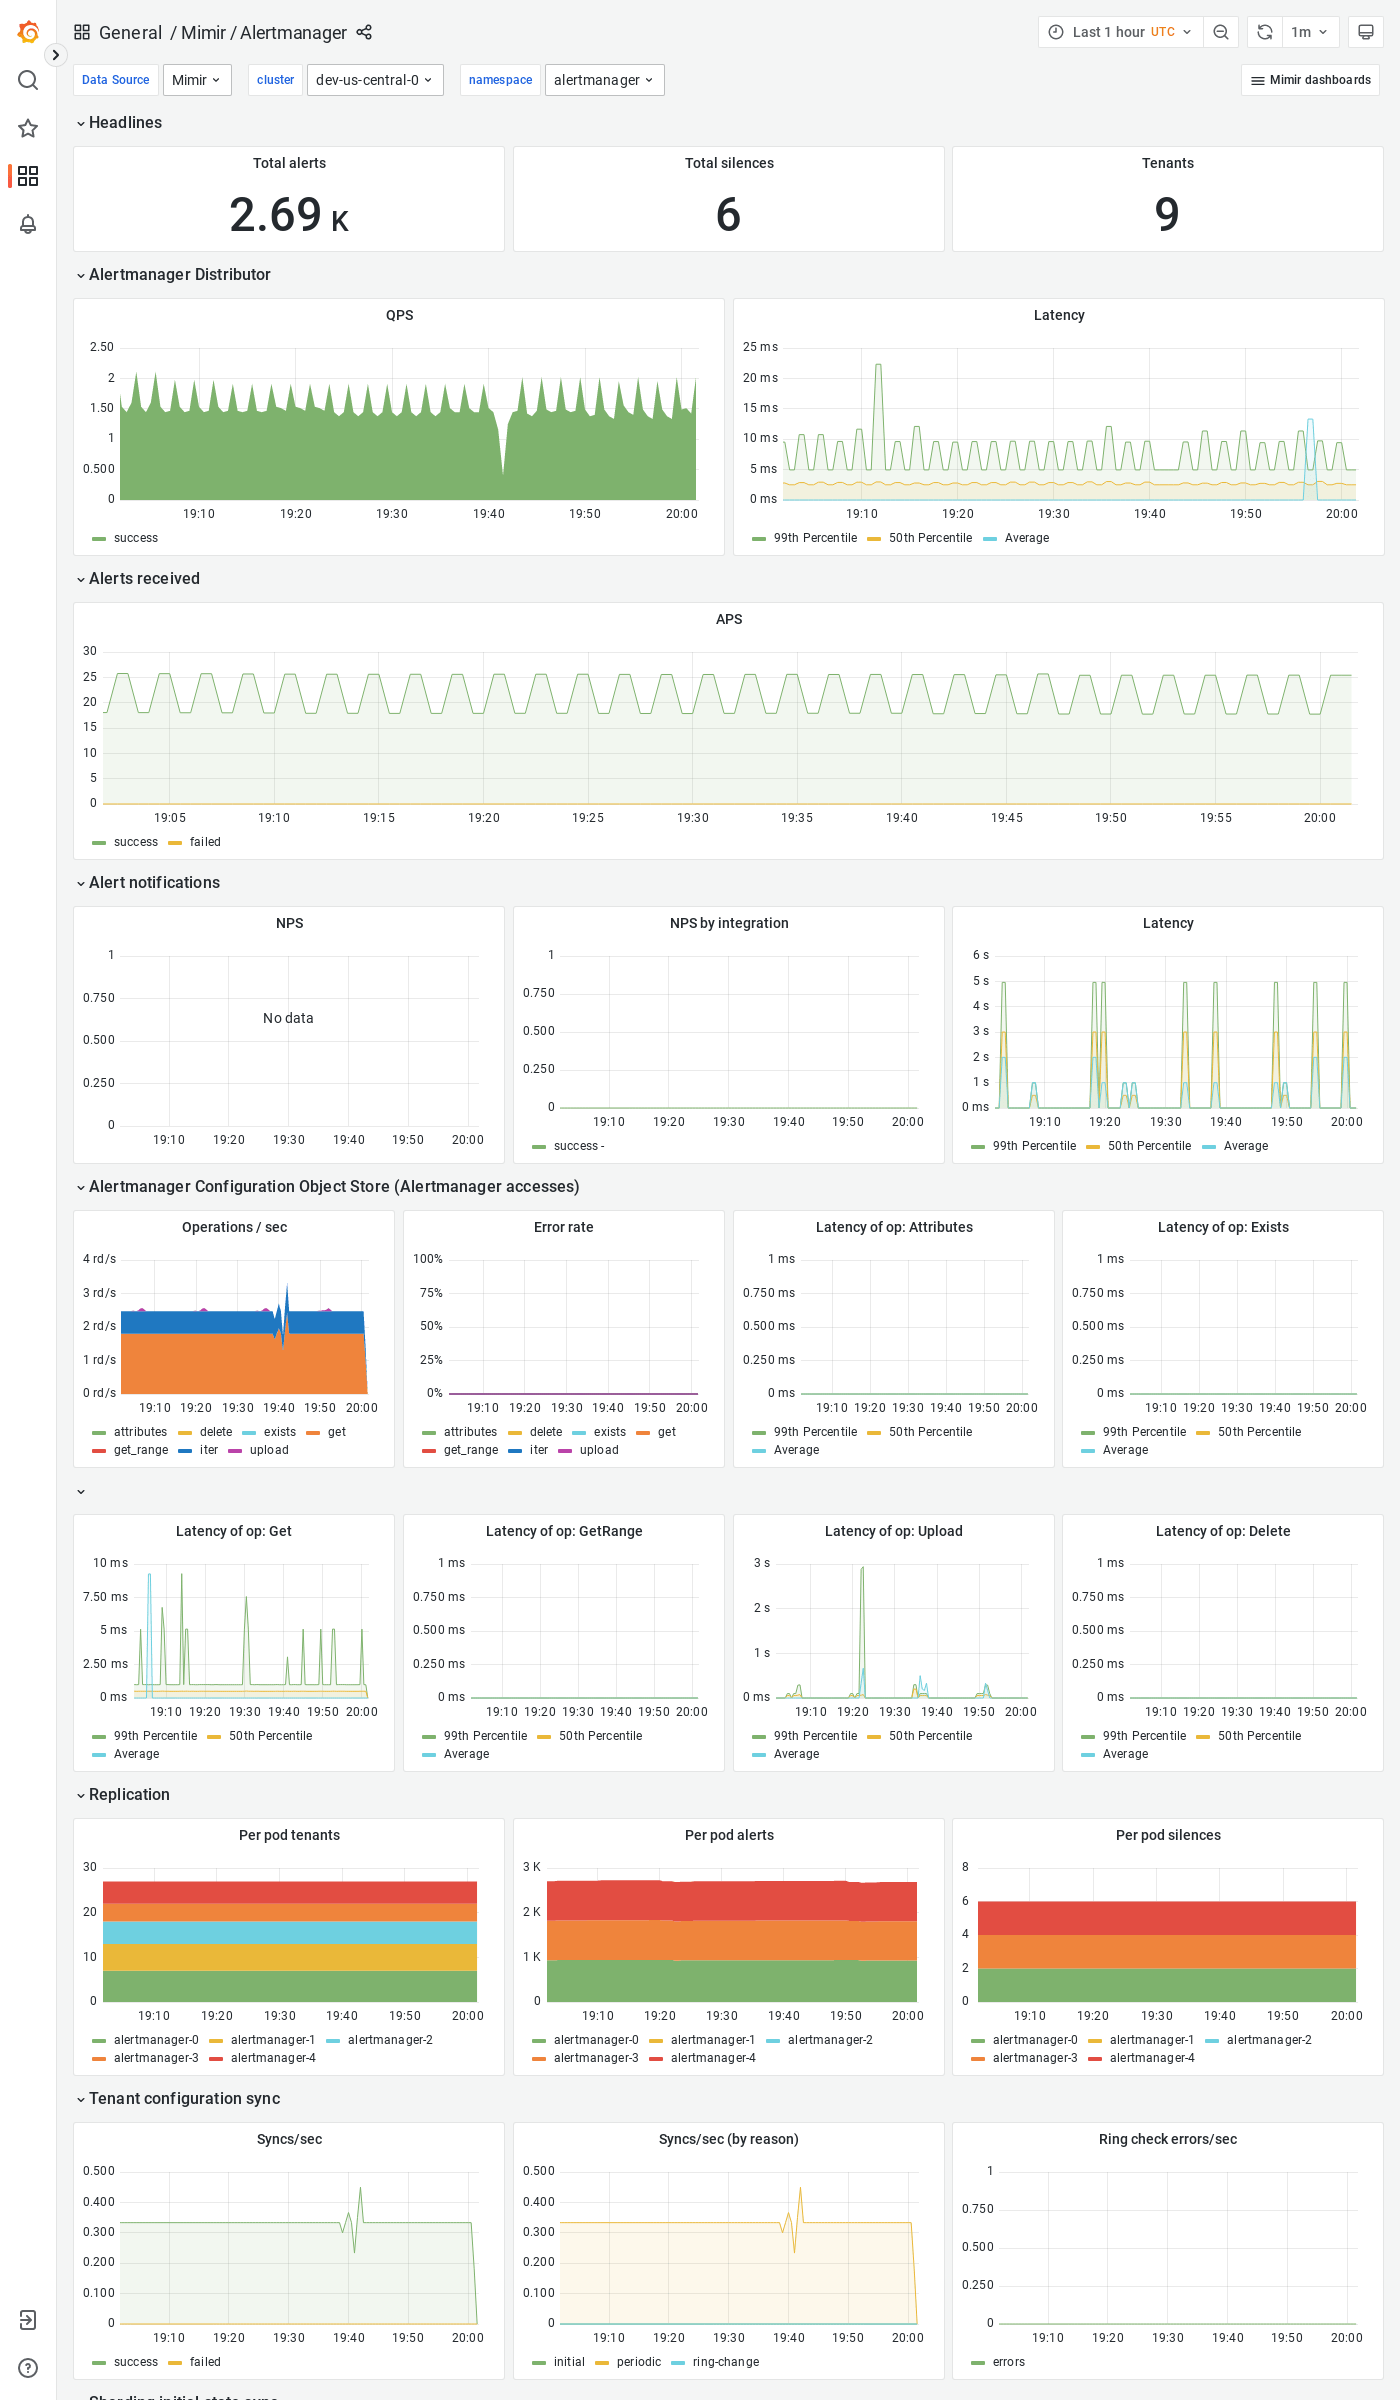 General / Mimir / Alertmanager
Last 1 hour UTC
1m
Data Source Mimir cluster dev-us-central-0 namespace alertmanager
Mimir dashboards
Headlines
Total alerts
2.69 K
Total silences
6
Tenants
9
Alertmanager Distributor
QPS
2.50
2
1.50
1
0.500
0
19:10 19:20 19:30 19:40 19:50 20:00
success
Latency
25 ms
20 ms
15 ms
10 ms
5 ms
0 ms
19:10 19:20 19:30 19:40 19:50 20:00
99th Percentile 50th Percentile Average
Alerts received
APS
30
25
20
15
10
5
0
19:05 19:10 19:15 19:20 19:25 19:30 19:35 19:40 19:45 19:50 19:55 20:00
success failed
Alert notifications
NPS
1
0.750
0.500
0.250
0
No data
19:10 19:20 19:30 19:40 19:50 20:00
NPS by integration
1
0.750
0.500
0.250
0
19:10 19:20 19:30 19:40 19:50 20:00
success -
Latency
6 s
5 s
4 s
3 s
2 s
1 s
0 ms
19:10 19:20 19:30 19:40 19:50 20:00
99th Percentile 50th Percentile Average
Alertmanager Configuration Object Store (Alertmanager accesses)
Operations / sec
4 rd/s
3 rd/s
2 rd/s
1 rd/s
0 rd/s
19:10 19:20 19:30 19:40 19:50 20:00
attributes delete exists get
get_range iter upload
Error rate
100%
75%
50%
25%
0%
19:10 19:20 19:30 19:40 19:50 20:00
attributes delete exists get
get_range iter upload
Latency of op: Attributes
1 ms
0.750 ms
0.500 ms
0.250 ms
0 ms
19:10 19:20 19:30 19:40 19:50 20:00
99th Percentile 50th Percentile
Average
Latency of op: Exists
1 ms
0.750 ms
0.500 ms
0.250 ms
0 ms
19:10 19:20 19:30 19:40 19:50 20:00
99th Percentile 50th Percentile
Average
Latency of op: Get
10 ms
7.50 ms
5 ms
2.50 ms
0 ms
19:10 19:20 19:30 19:40 19:50 20:00
99th Percentile 50th Percentile
Average
Latency of op: GetRange
1 ms
0.750 ms
0.500 ms
0.250 ms
0 ms
19:10 19:20 19:30 19:40 19:50 20:00
99th Percentile 50th Percentile
Average
Latency of op: Upload
3 s
2 s
1 s
0 ms
19:10 19:20 19:30 19:40 19:50 20:00
99th Percentile 50th Percentile
Average
Latency of op: Delete
1 ms
0.750 ms
0.500 ms
0.250 ms
0 ms
19:10 19:20 19:30 19:40 19:50 20:00
99th Percentile 50th Percentile
Average
Replication
Per pod tenants
30
20
10
0
19:10 19:20 19:30 19:40 19:50 20:00
alertmanager-0 alertmanager-1 alertmanager-2
alertmanager-3 alertmanager-4
Per pod alerts
3 K
2 K
1 K
0
19:10 19:20 19:30 19:40 19:50 20:00
alertmanager-0 alertmanager-1 alertmanager-2
alertmanager-3 alertmanager-4
Per pod silences
8
6
4
2
0
19:10 19:20 19:30 19:40 19:50 20:00
alertmanager-0 alertmanager-1 alertmanager-2
alertmanager-3 alertmanager-4
Tenant configuration sync
Syncs/sec
0.500
0.400
0.300
0.200
0.100
0
19:10 19:20 19:30 19:40 19:50 20:00
success failed
Syncs/sec (by reason)
0.500
0.400
0.300
0.200
0.100
0
19:10 19:20 19:30 19:40 19:50 20:00
initial periodic ring-change
Ring check errors/sec
1
0.750
0.500
0.250
0
19:10 19:20 19:30 19:40 19:50 20:00
errors